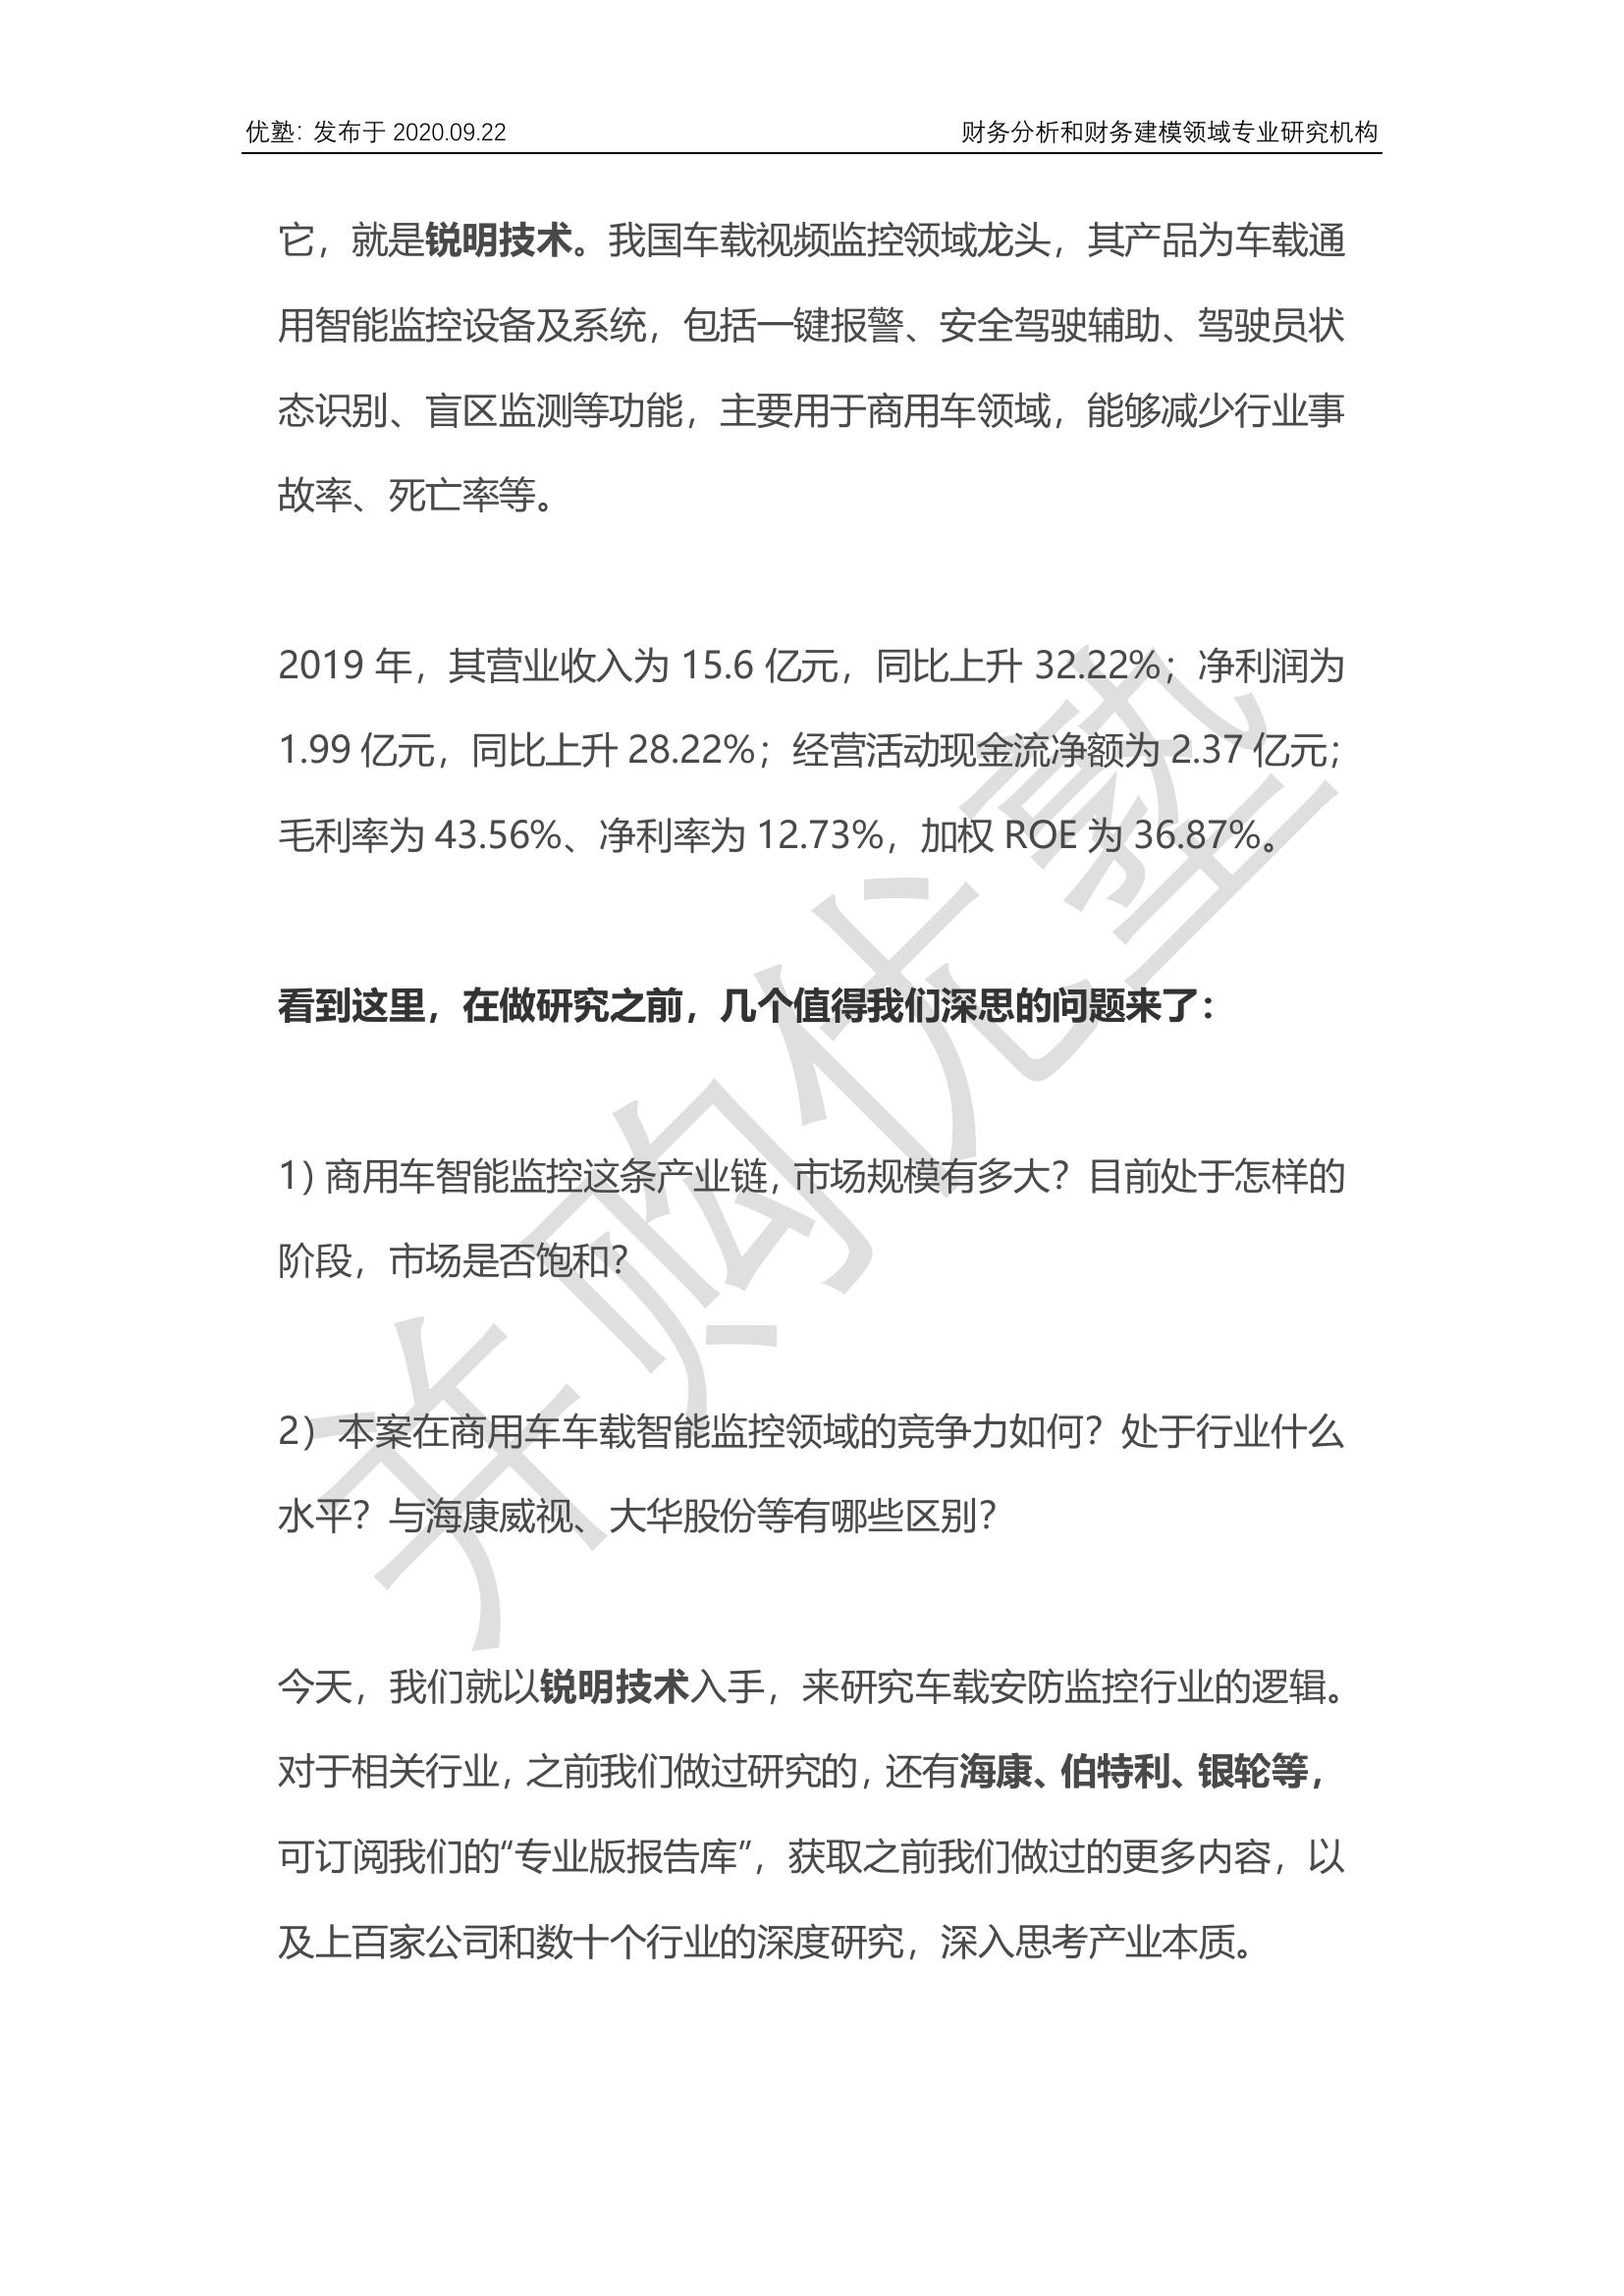 优塾：发布于 2020.09.22 财务分析和财务建模领域专业研究机构
它，就是锐明技术。我国车载视频监控领域龙头，其产品为车载通
用智能监控设备及系统，包括一键报警、安全驾驶辅助、驾驶员状
态识别、盲区监测等功能，主要用于商用车领域，能够减少行业事
故率、死亡率等。
2019 年，其营业收入为 15.6 亿元，同比上升 32.22%；净利润为
1.99 亿元，同比上升 28.22%；经营活动现金流净额为 2.37 亿元；
毛利率为 43.56%、净利率为 12.73%，加权 ROE 为 36.87%。
看到这里，在做研究之前，几个值得我们深思的问题来了：
1）商用车智能监控这条产业链，市场规模有多大？目前处于怎样的
阶段，市场是否饱和？
2）本案在商用车车载智能监控领域的竞争力如何？处于行业什么
水平？与海康威视、大华股份等有哪些区别？
今天，我们就以锐明技术入手，来研究车载安防监控行业的逻辑。
对于相关行业，之前我们做过研究的，还有海康、伯特利、银轮等，
可订阅我们的“专业版报告库”，获取之前我们做过的更多内容，以
及上百家公司和数十个行业的深度研究，深入思考产业本质。
并购优塾